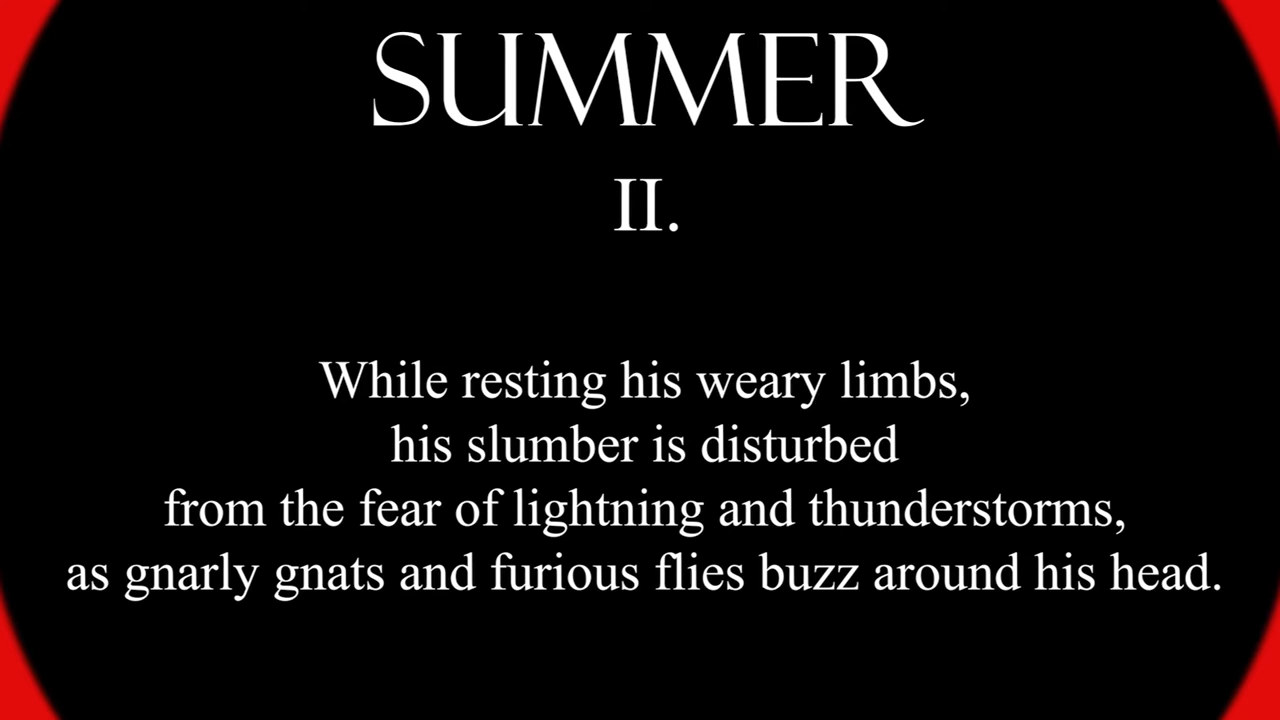 SUMMER
II.
While resting his weary limbs,
his slumber is disturbed
from the fear of lightning and thunderstorms,
as gnarly gnats and furious flies buzz around his head.